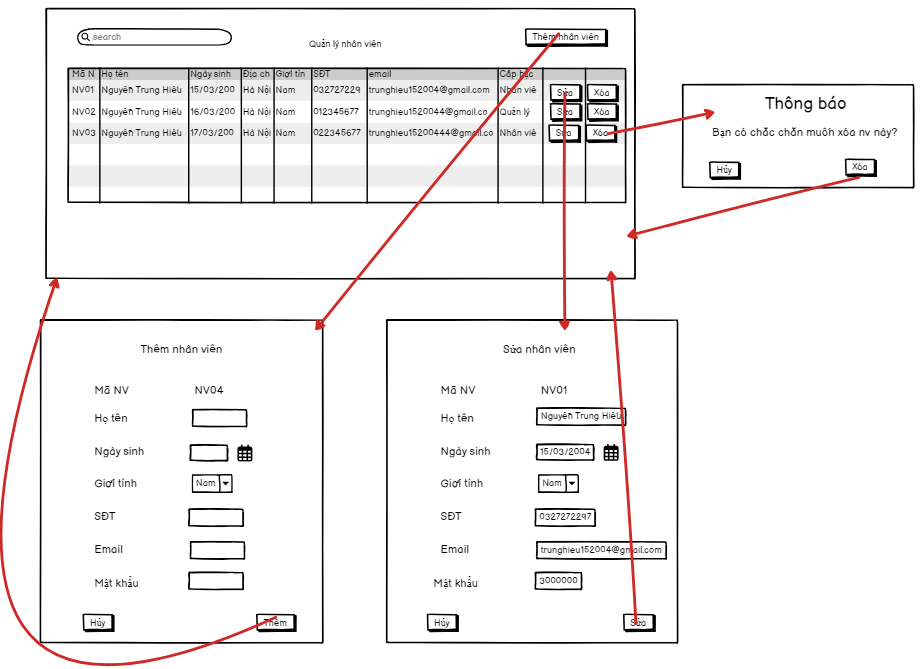 search
Quản lý nhân viên
Thêm nhân viên
Mã N Họ tên Ngày sinh Địa ch Giới tín SĐT email Cấp bậc
NV01 Nguyễn Trung Hiếu 15/03/200 Hà Nội Nam 032727229 trunghieu152004@gmail.com Nhân viê Sửa Xóa
NV02 Nguyễn Trung Hiếu 16/03/200 Hà Nội Nam 012345677 trunghieu1520044@gmail.co Quản lý Sửa Xóa
NV03 Nguyễn Trung Hiếu 17/03/200 Hà Nội Nam 022345677 trunghieu15200444@gmail.co Nhân viê Sửa Xóa
Thông báo
Bạn có chắc chắn muốn xóa nv này?
Hủy Xóa
Thêm nhân viên
Mã NV NV04
Họ tên
Ngày sinh
Giới tính Nam
SĐT
Email
Mật khẩu
Hủy Thêm
Sửa nhân viên
Mã NV NV01
Họ tên Nguyễn Trung Hiếu
Ngày sinh 15/03/2004
Giới tính Nam
SĐT 0327272297
Email trunghieu152004@gmail.com
Mật khẩu 3000000
Hủy Sửa